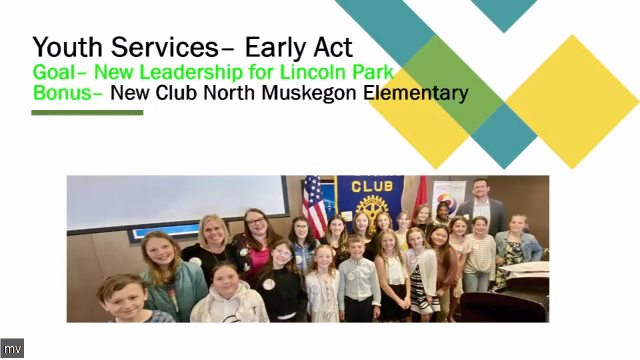 Youth Services– Early Act
Goal– New Leadership for Lincoln Park
Bonus– New Club North Muskegon Elementary
CLUB
mv